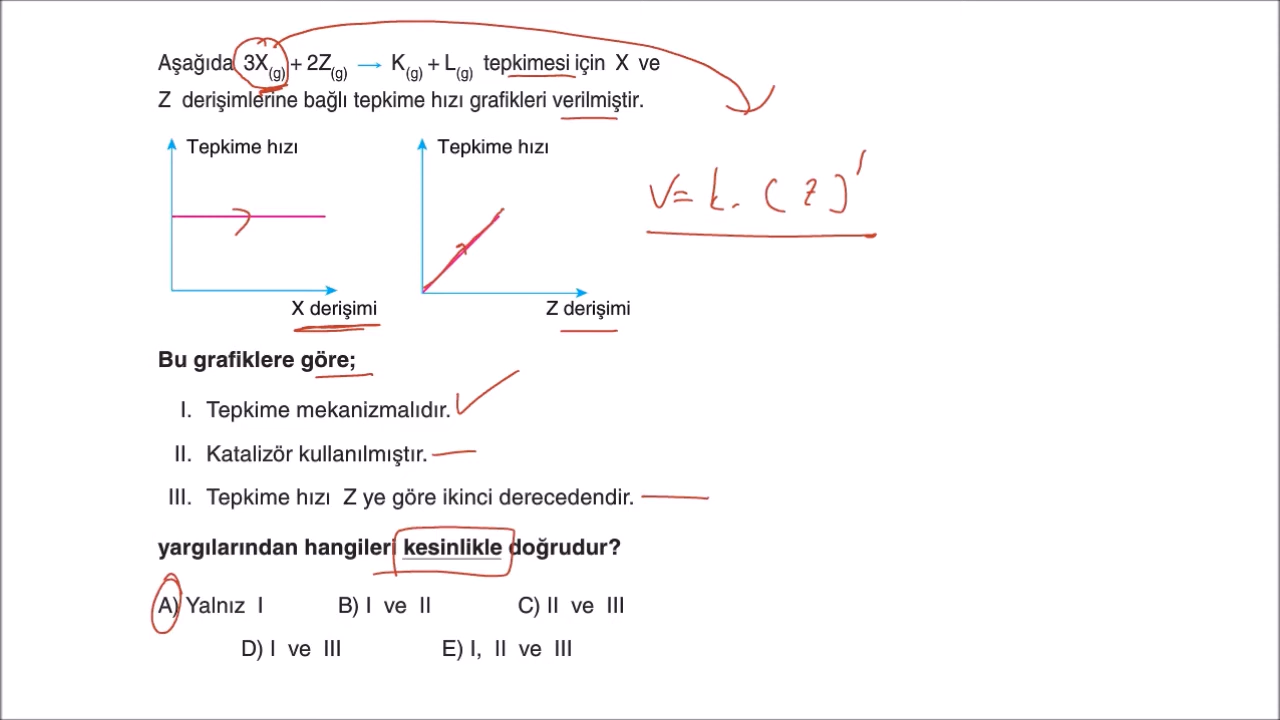 Aşağıda 3X(g) + 2Z(g) → K(g) + L(g) tepkimesi için X ve
Z derişimlerine bağlı tepkime hızı grafikleri verilmiştir.
Tepkime hızı
X derişimi
Tepkime hızı
Z derişimi
V= k. (Z)¹
Bu grafiklere göre;
I. Tepkime mekanizmalıdır.
II. Katalizör kullanılmıştır.
III. Tepkime hızı Z ye göre ikinci derecedendir.
yargılarından hangileri kesinlikle doğrudur?
A) Yalnız I B) I ve II C) II ve III
D) I ve III E) I, II ve III